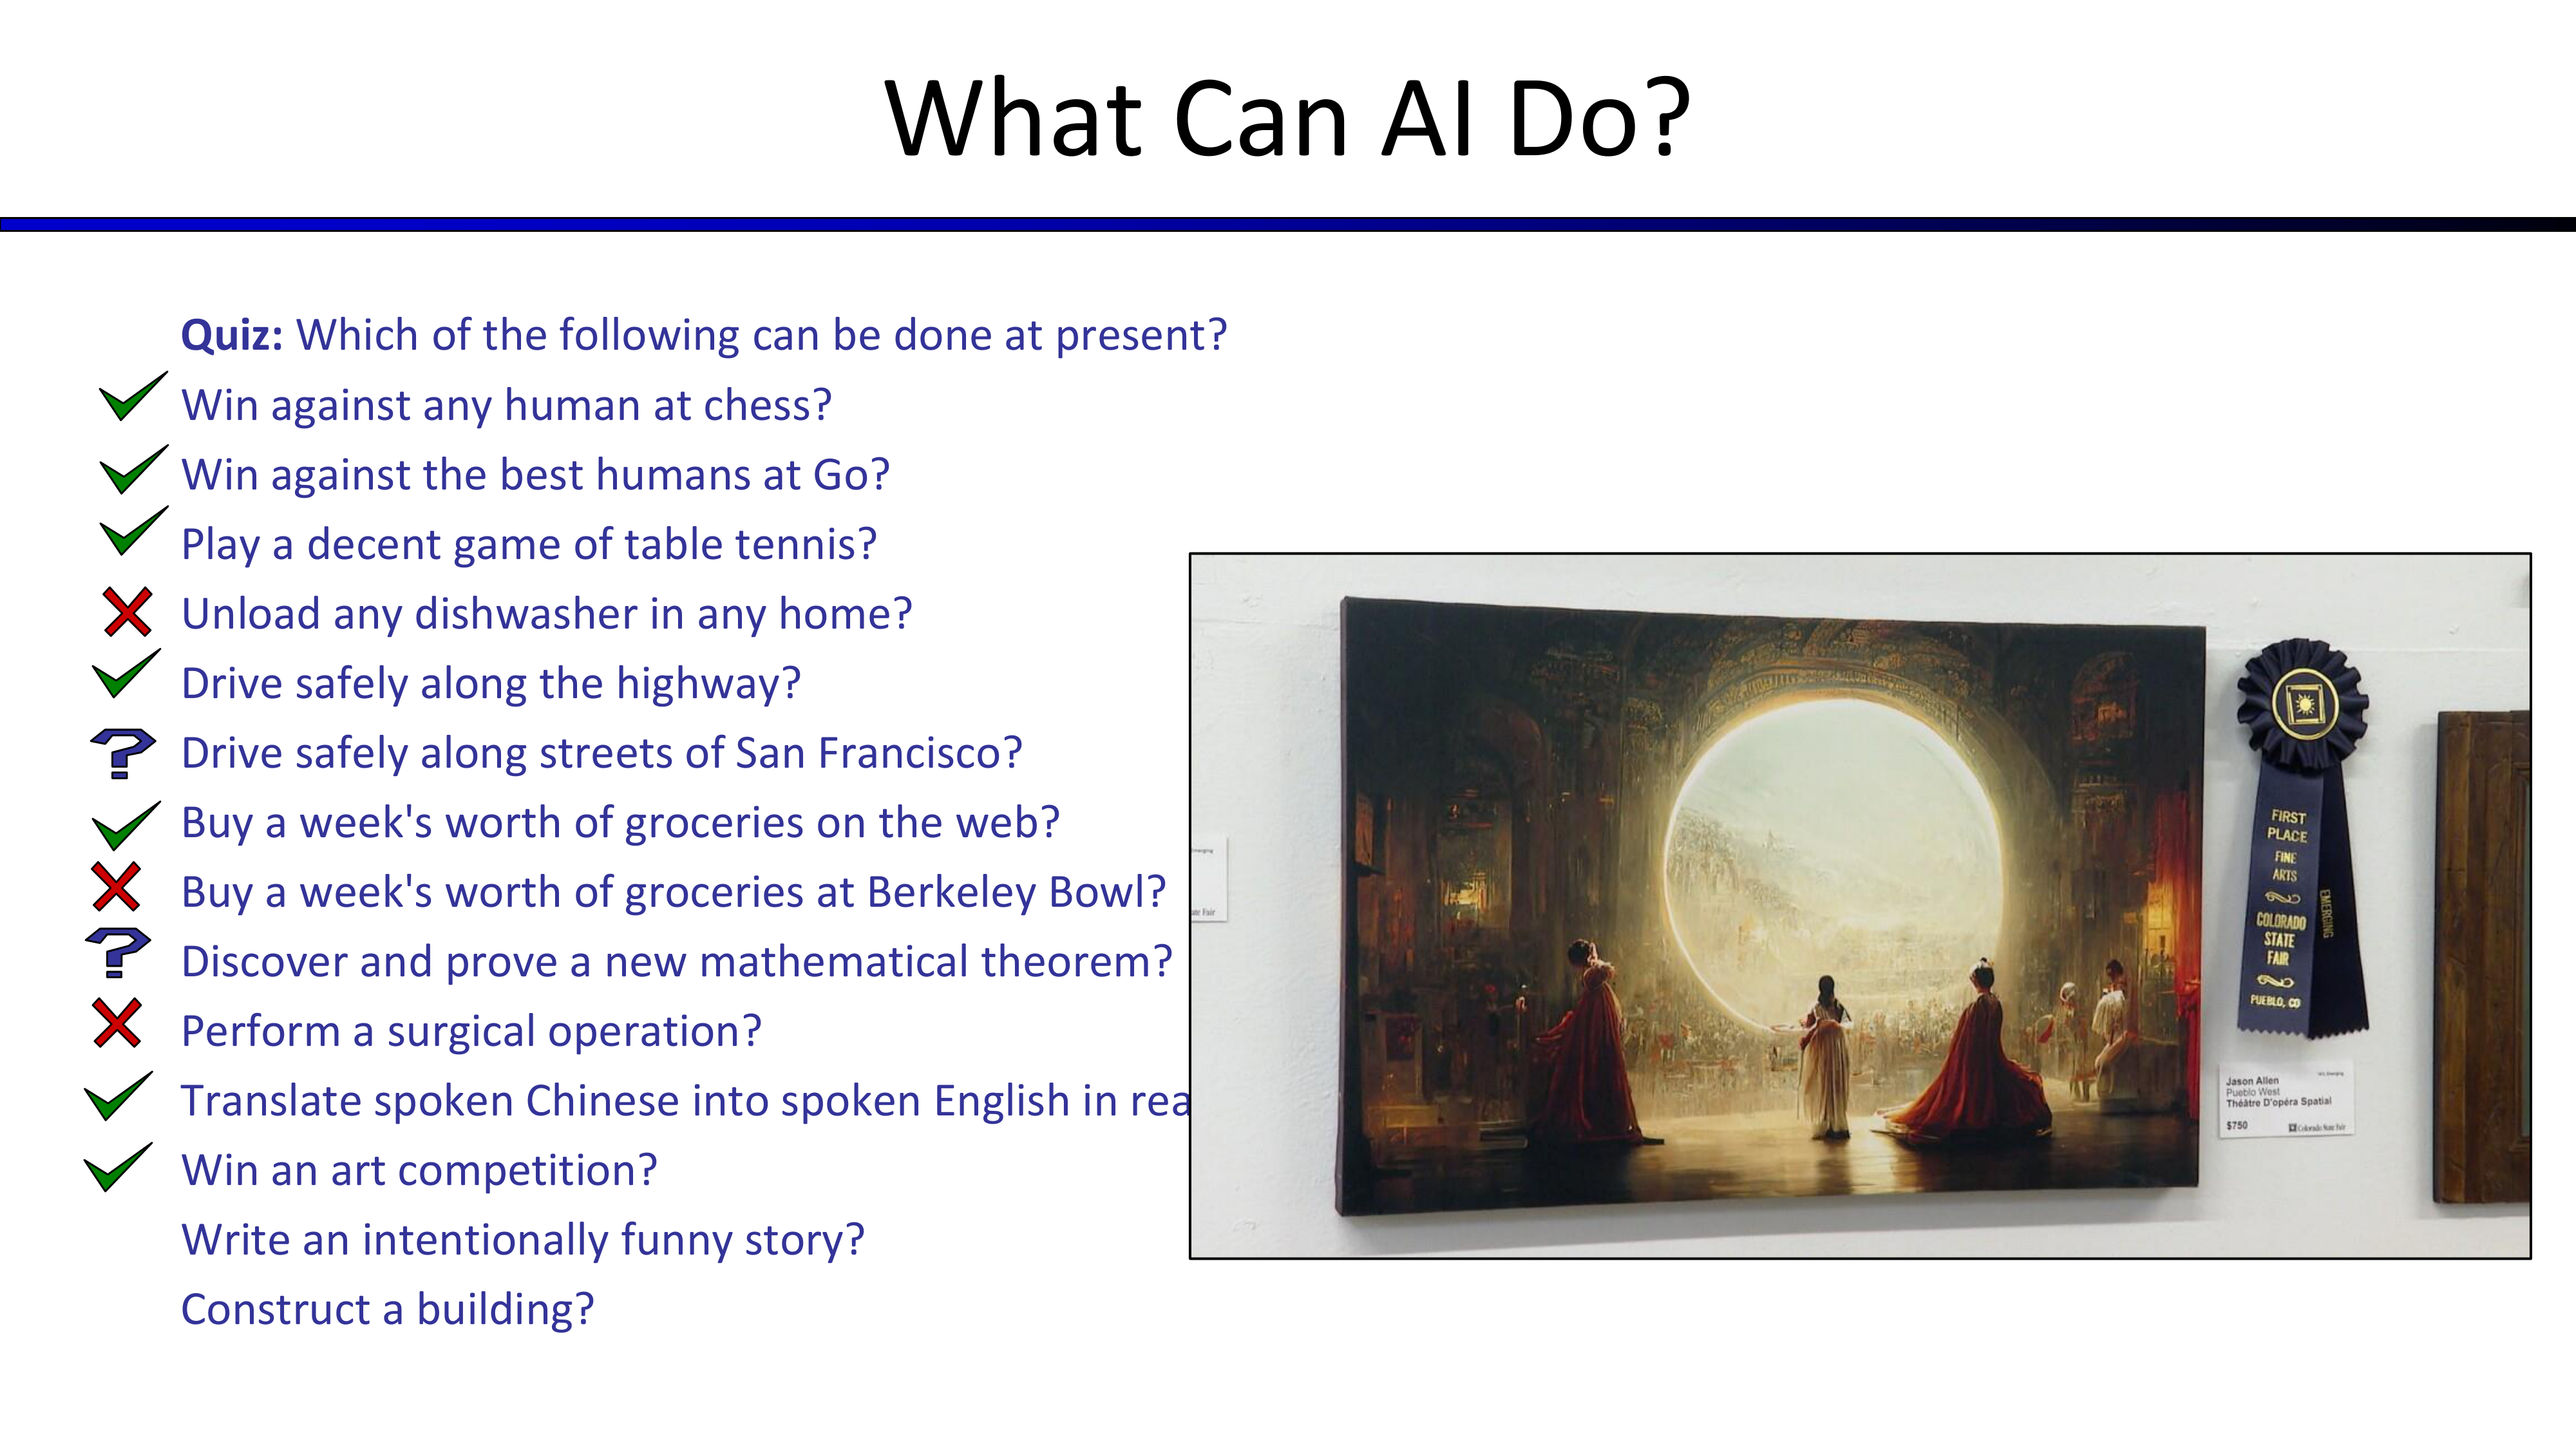 What Can AI Do?
Quiz: Which of the following can be done at present?
Win against any human at chess?
Win against the best humans at Go?
Play a decent game of table tennis?
Unload any dishwasher in any home?
Drive safely along the highway?
Drive safely along streets of San Francisco?
Buy a week's worth of groceries on the web?
Buy a week's worth of groceries at Berkeley Bowl?
Discover and prove a new mathematical theorem?
Perform a surgical operation?
Translate spoken Chinese into spoken English in rea
Win an art competition?
Write an intentionally funny story?
Construct a building?
FIRST
PLACE
FINE
ARTS
COLORADO
STATE
FAIR
PUEBLO, CO
EMERGING
Jason Allen
Pueblo West
Théâtre D'opéra Spatial
$750
Colorado State Fair